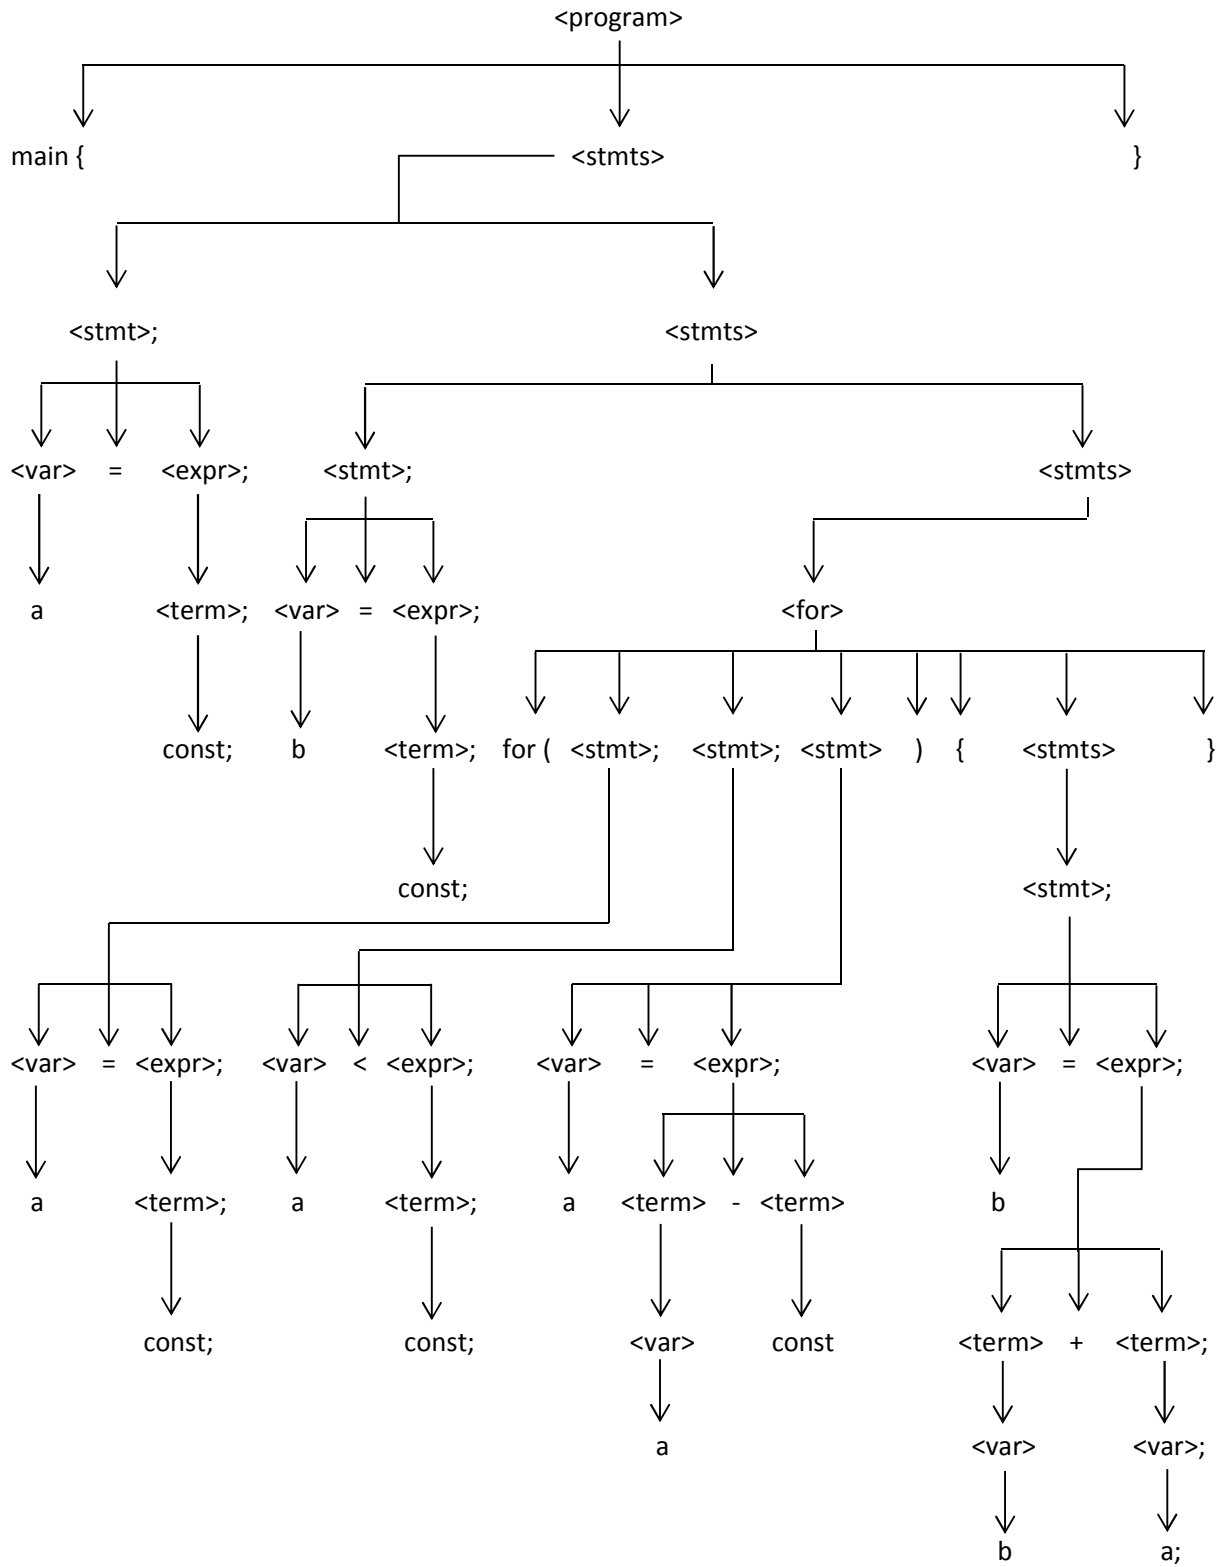 <program>
main { <stmts> }
<stmt>; <stmts>
<var> = <expr>; <stmt>; <stmts>
a <term>; <var> = <expr>; <for>
const; b <term>; for ( <stmt>; <stmt>; <stmt> ) { <stmts> }
const; <stmt>;
<var> = <expr>; <var> < <expr>; <var> = <expr>; <var> = <expr>;
a <term>; a <term>; a <term> - <term> b
const; const; <var> const <term> + <term>;
a <var> <var>;
b a;